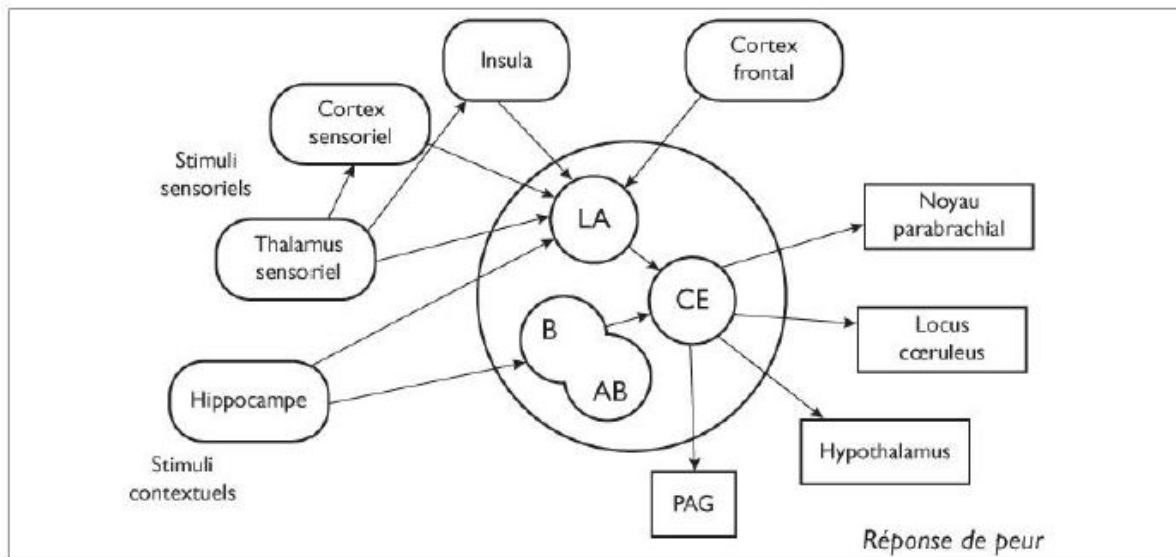 Insula
Cortex
frontal
Cortex
sensoriel
Stimuli
sensoriels
LA
Noyau
parabrachial
Thalamus
sensoriel
CE
B
Locus
cœruleus
AB
Hippocampe
Hypothalamus
Stimuli
contextuels
PAG
Réponse de peur